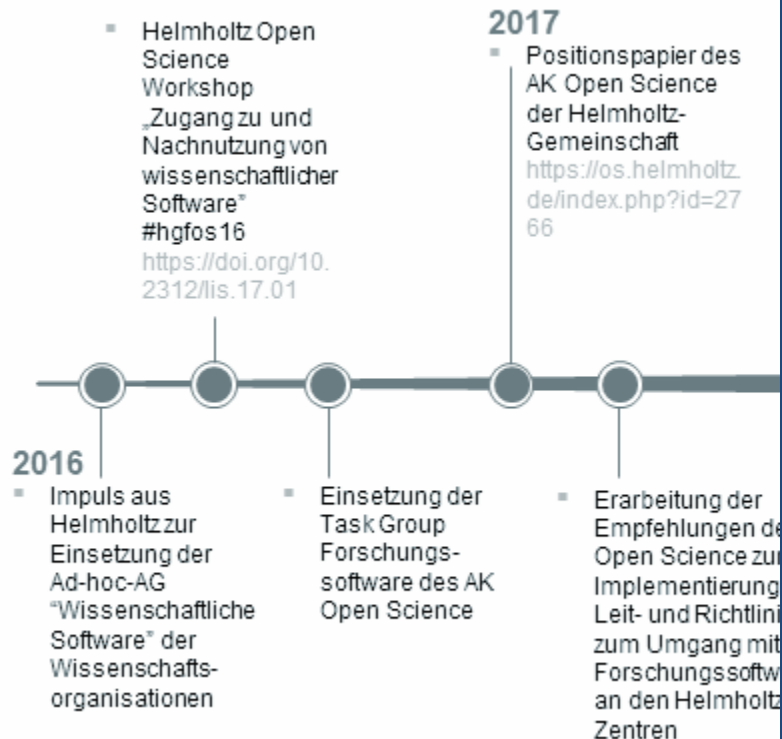 Helmholtz Open
Science
Workshop
„Zugang zu und
Nachnutzung von
wissenschaftlicher
Software"
#hgfos16
https://doi.org/10.
2312/lis.17.01
2017
Positionspapier des
AK Open Science
der Helmholtz-
Gemeinschaft
https://os.helmholtz.
de/index.php?id=27
66
2016
Impuls aus
Helmholtz zur
Einsetzung der
Ad-hoc-AG
"Wissenschaftliche
Software" der
Wissenschafts-
organisationen
Einsetzung der
Task Group
Forschungs-
software des AK
Open Science
Erarbeitung der
Empfehlungen
Open Science
Implementierung
Leit- und
zum Umgang mit
an den Helmholtz
Zentren